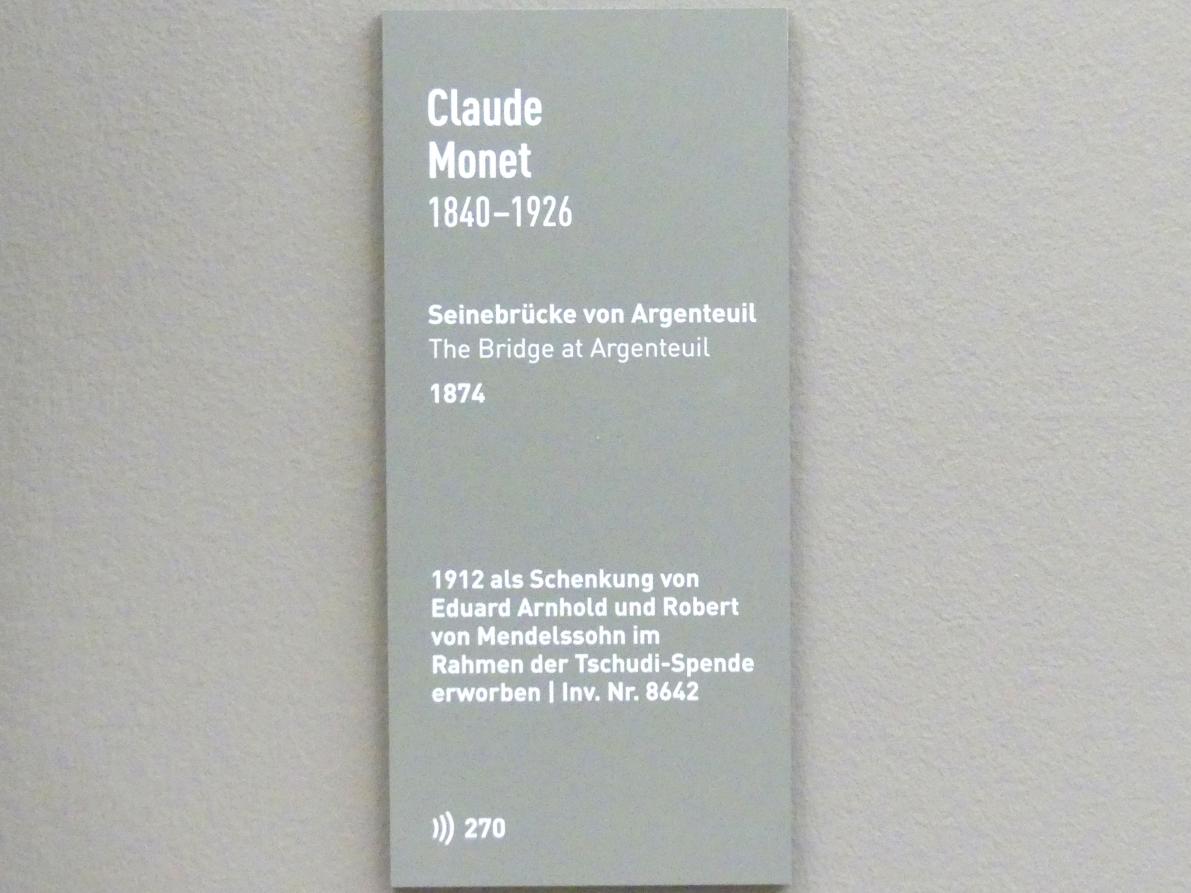 Claude
Monet
1840–1926
Seinebrücke von Argenteuil
The Bridge at Argenteuil
1874
1912 als Schenkung von
Eduard Arnhold und Robert
von Mendelssohn im
Rahmen der Tschudi-Spende
erworben | Inv. Nr. 8642
270